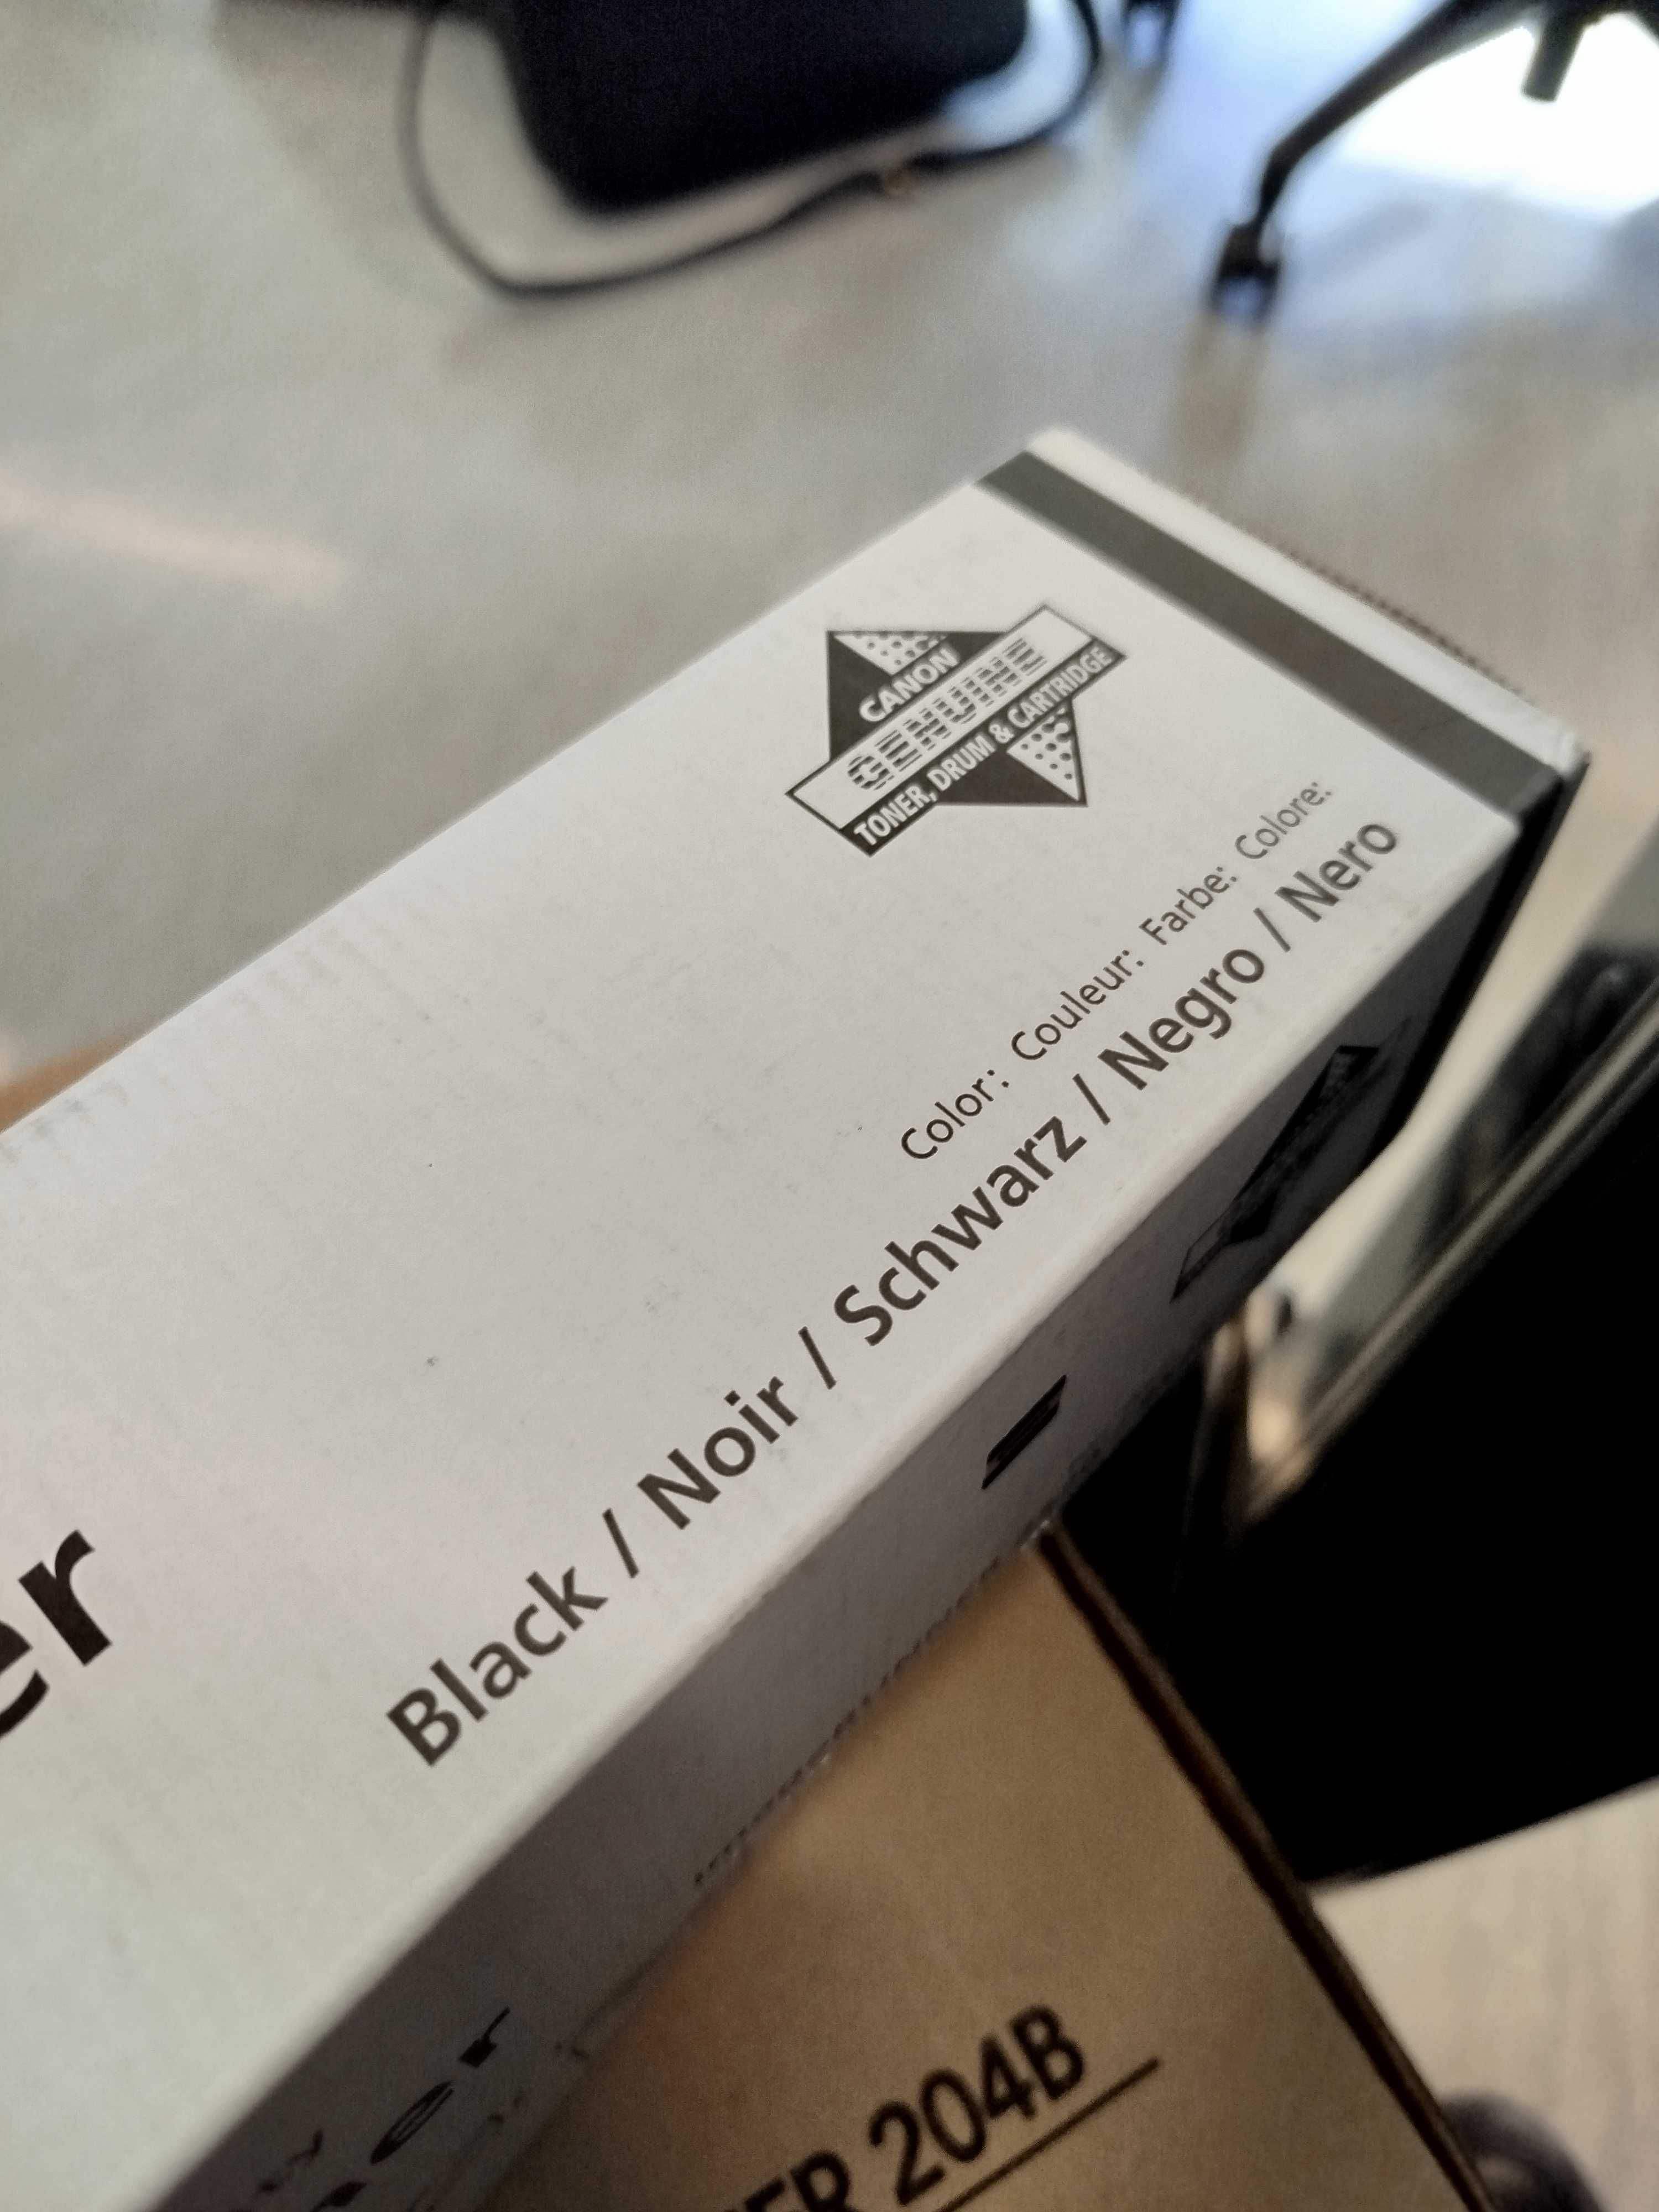 CANON
GENUINE
TONER, DRUM & CARTRIDGE
Color: Couleur: Farbe: Colore:
Black / Noir / Schwarz / Negro / Nero
204B